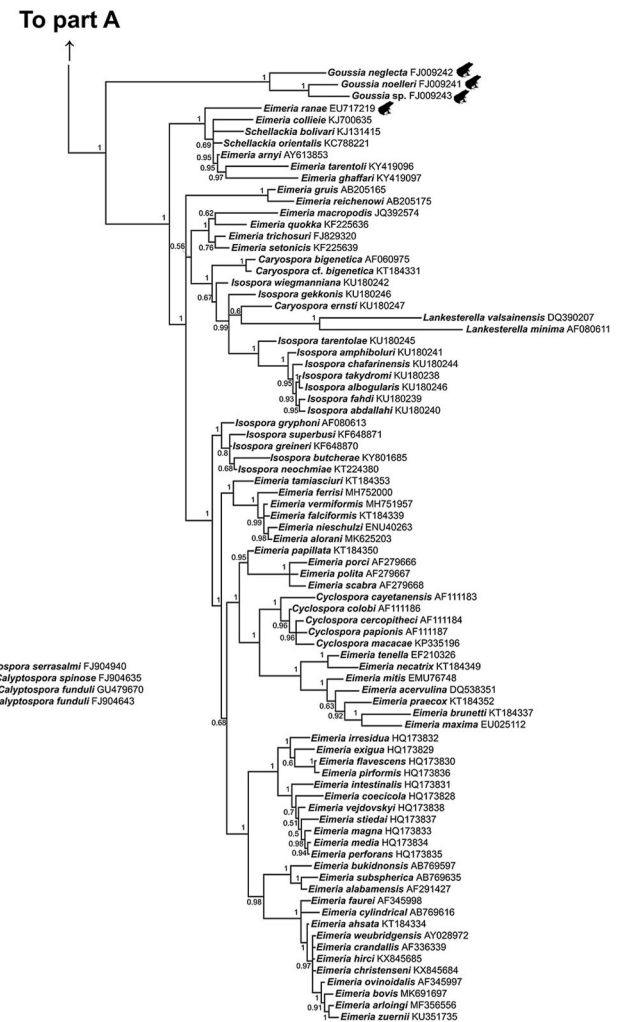 To part A
Goussia neglecta FJ009242
Goussia noelleri FJ009241
Goussia sp. FJ009243
Eimeria ranae EU717219
Eimeria collieie KJ700635
Schellackia bolivari KJ131415
Schellackia orientalis KC788221
Eimeria arnyi AY613853
Eimeria tarentoli KY419096
Eimeria ghaffari KY419097
Eimeria gruis AB205165
Eimeria reichenowi AB205175
Eimeria macropodis JQ392574
Eimeria quokka KF225636
Eimeria trichosuri FJ829320
Eimeria setonicis KF225639
Caryospora bigenetica AF060975
Caryospora cf. bigenetica KT184331
Isospora wiegmanniana KU180242
Isospora gekkonis KU180246
Caryospora ernsti KU180247
Lankesterella valsainensis DQ390207
Lankesterella minima AF080611
Isospora tarentolae KU180245
Isospora amphiboluri KU180241
Isospora chafarinensis KU180244
Isospora takydromi KU180238
Isospora albogularis KU180246
Isospora fahdi KU180239
Isospora abdallahi KU180240
Isospora gryphoni AF080613
Isospora superbusi KF648871
Isospora greineri KF648870
Isospora butcherae KY801685
Isospora neochmiae KT224380
Eimeria tamiasciuri KT184353
Eimeria ferrisi MH752000
Eimeria vermiformis MH751957
Eimeria falciformis KT184339
Eimeria nieschulzi ENU40263
Eimeria alorani MK625203
Eimeria papillata KT184350
Eimeria porci AF279666
Eimeria polita AF279667
Eimeria scabra AF279668
Cyclospora cayetanensis AF111183
Cyclospora colobi AF111186
Cyclospora cercopitheci AF111184
Cyclospora papionis AF111187
Cyclospora macacae KP335196
Eimeria tenella EF210326
Eimeria necatrix KT184349
Eimeria mitis EMU76748
Eimeria acervulina DQ538351
Eimeria praecox KT184352
Eimeria brunetti KT184337
Eimeria maxima EU025112
ospora serrasalmi FJ904940
Calyptospora spinose FJ904635
Calyptospora funduli GU479670
alyptospora funduli FJ904643
Eimeria irresidua HQ173832
Eimeria exigua HQ173829
Eimeria flavescens HQ173830
Eimeria pirformis HQ173836
Eimeria intestinalis HQ173831
Eimeria coecicola HQ173828
Eimeria vejdovskyi HQ173838
Eimeria stiedai HQ173837
Eimeria magna HQ173833
Eimeria media HQ173834
Eimeria perforans HQ173835
Eimeria bukidnonsis AB769597
Eimeria subspherica AB769635
Eimeria alabamensis AF291427
Eimeria faurei AF345998
Eimeria cylindrical AB769616
Eimeria ahsata KT184334
Eimeria weubridgensis AY028972
Eimeria crandallis AF336339
Eimeria hirci KX845685
Eimeria christenseni KX845684
Eimeria ovinoidalis AF345997
Eimeria bovis MK691697
Eimeria arloingi MF356556
Eimeria zuernii KU351735